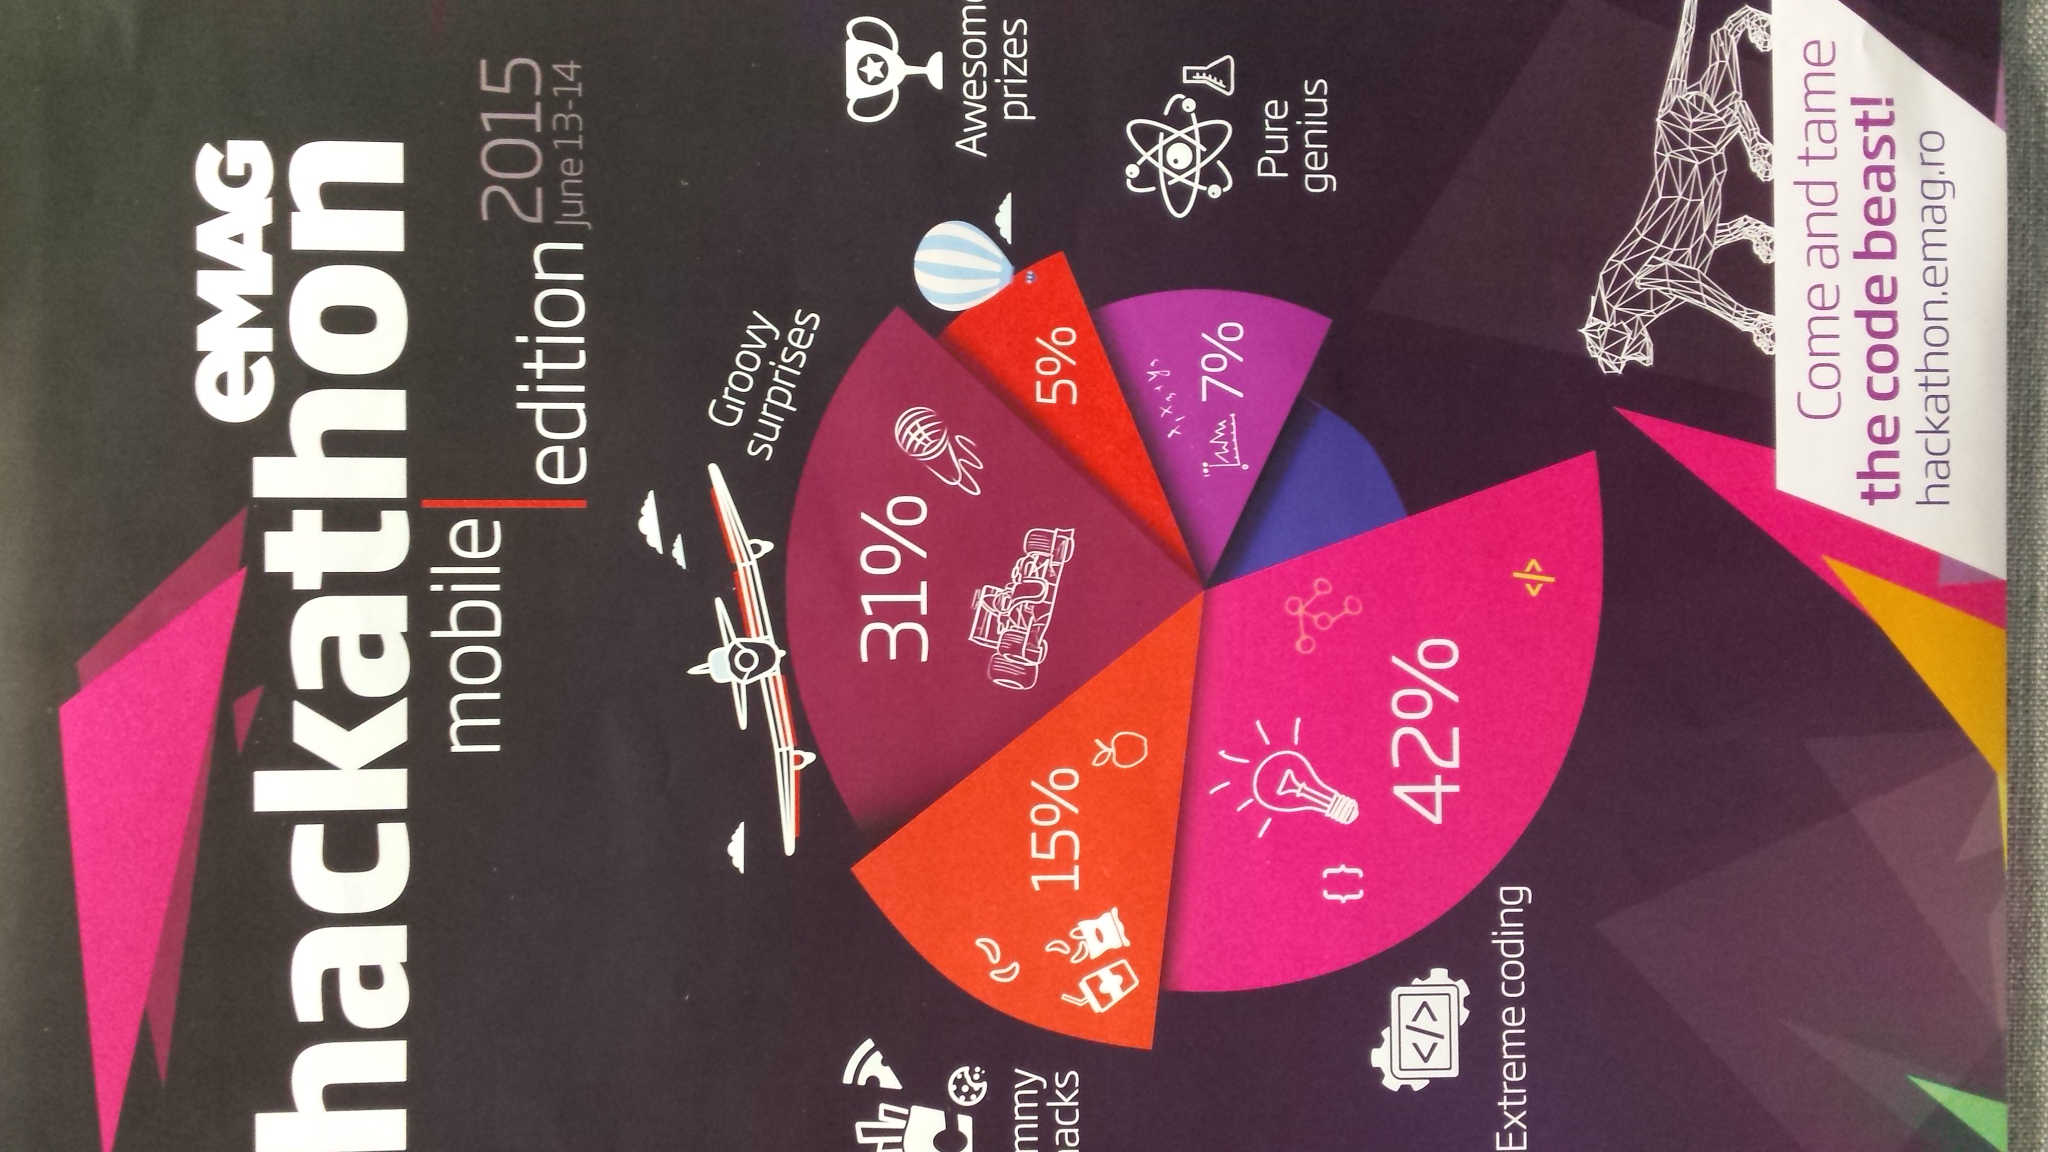 eMAG
hackathon
mobile
edition
2015
June 13-14
Groovy
surprises
31%
15%
5%
7%
42%
mmy
acks
Awesom
prizes
Pure
genius
{ }
</>
Extreme coding
</>
Come and tame
the code beast!
hackathon.emag.ro